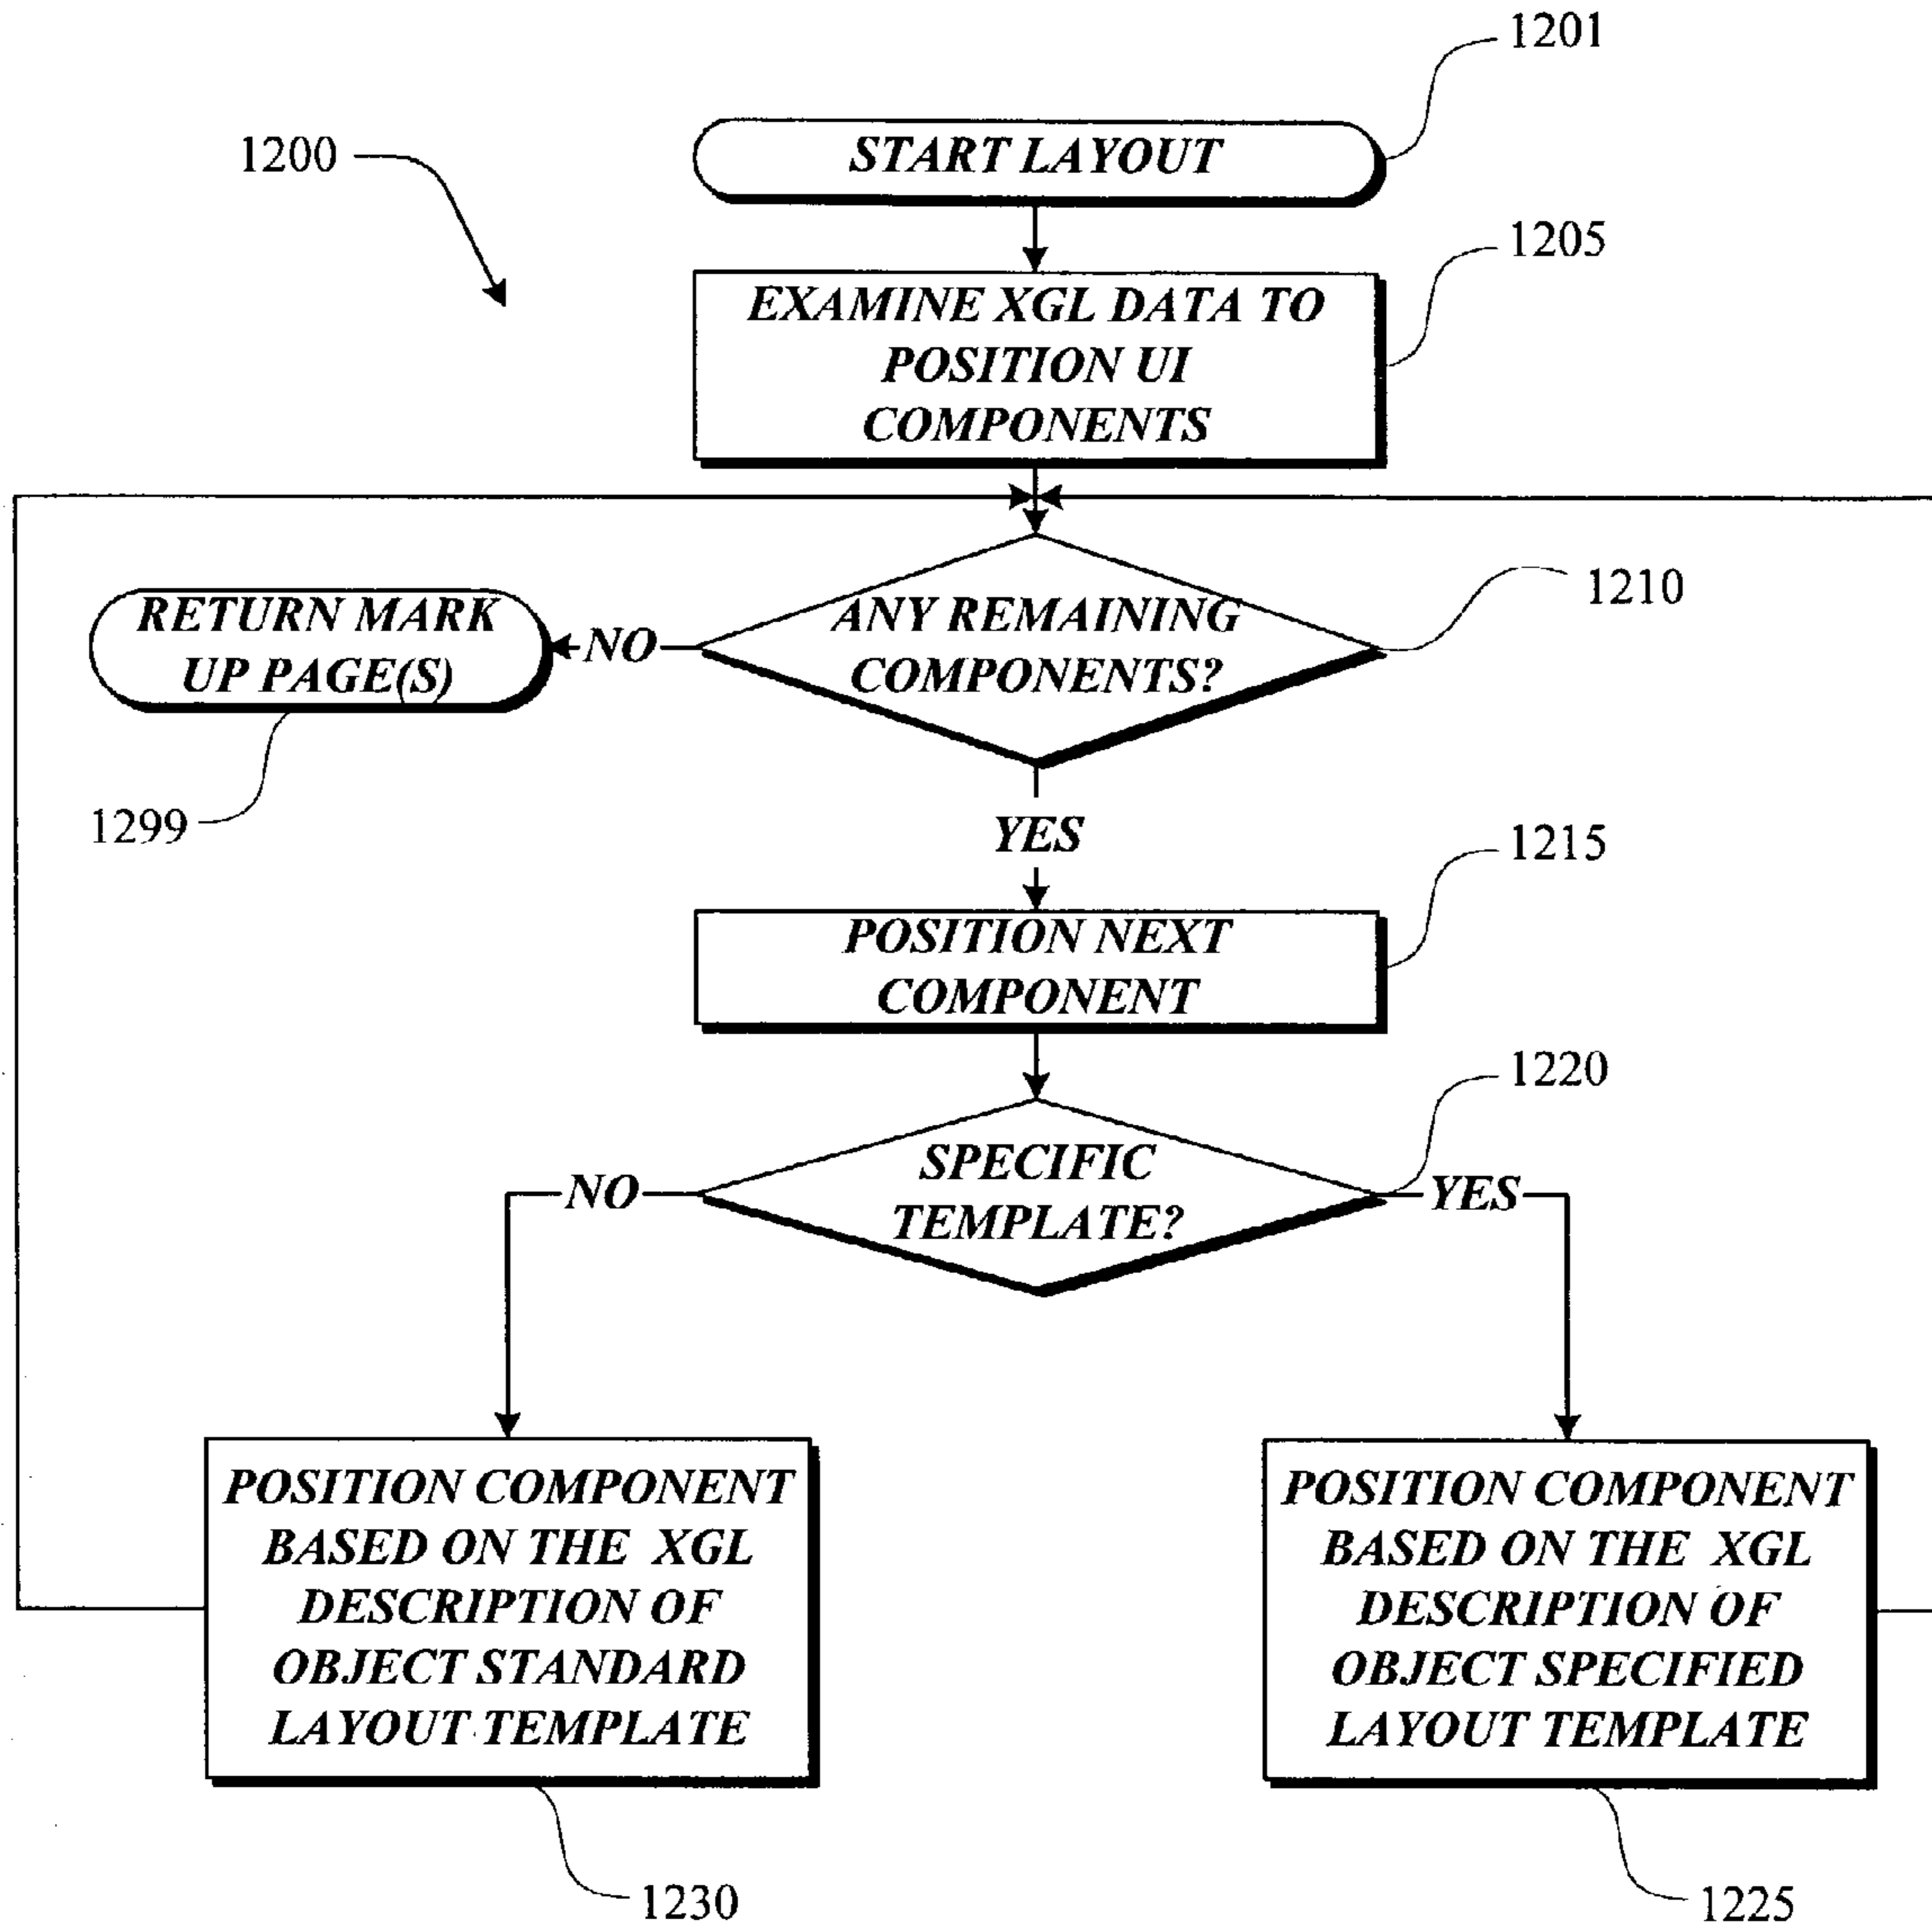 1201
1200
START LAYOUT
1205
EXAMINE XGL DATA TO
POSITION UI
COMPONENTS
1210
ANY REMAINING
COMPONENTS?
NO
RETURN MARK
UP PAGE(S)
1299
YES
1215
POSITION NEXT
COMPONENT
1220
SPECIFIC
TEMPLATE?
NO
YES
POSITION COMPONENT
BASED ON THE XGL
DESCRIPTION OF
OBJECT STANDARD
LAYOUT TEMPLATE
POSITION COMPONENT
BASED ON THE XGL
DESCRIPTION OF
OBJECT SPECIFIED
LAYOUT TEMPLATE
1230
1225